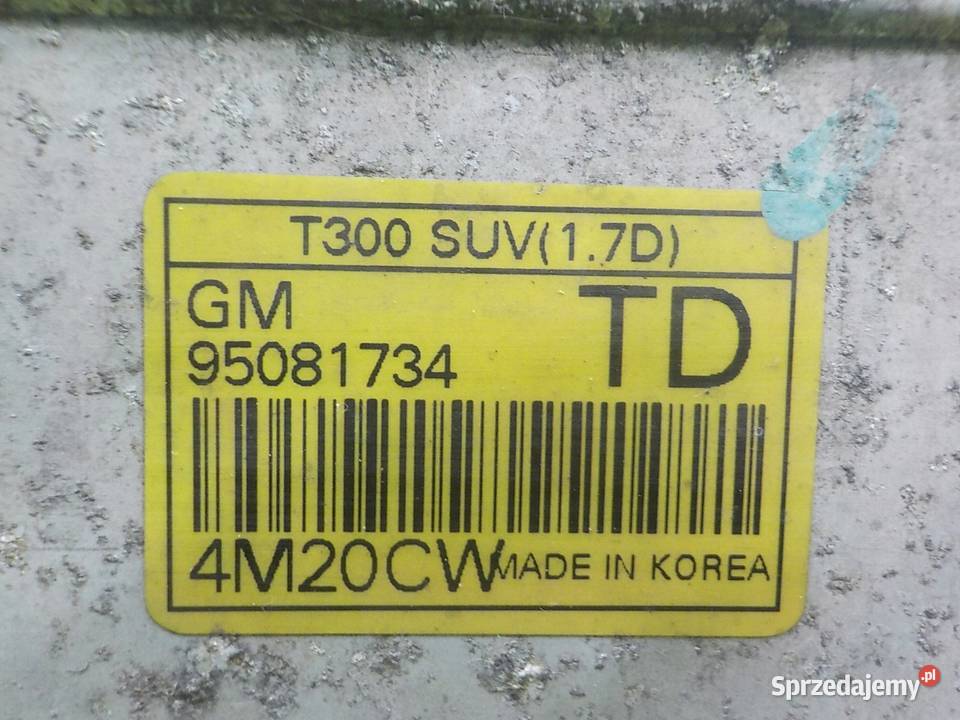 T300 SUV(1.7D)
GM
TD
95081734
4M20CW MADE IN KOREA
Sprzedajemy.pl